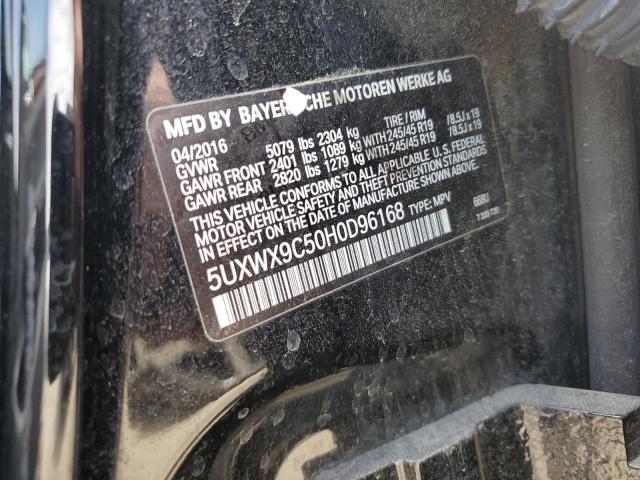 MFD BY BAYER CHE MOTOREN WERKE AG
04/2016 TIRE / RIM
GVWR 5079 lbs 2304 kg
GAWR FRONT 2401 lbs 1089 kg WITH 245/45 R19 /8.5J x 19
GAWR REAR 2820 lbs 1279 kg WITH 245/45 R19 /8.5J x 19
THIS VEHICLE CONFORMS TO ALL APPLICABLE U.S. FEDERAL
MOTOR VEHICLE SAFETY AND THEFT PREVENTION STANDARDS
IN EFFECT ON THE DATE OF MANUFACTURE SHOWN ABOVE.
5UXWX9C50H0D96168 TYPE: MPV